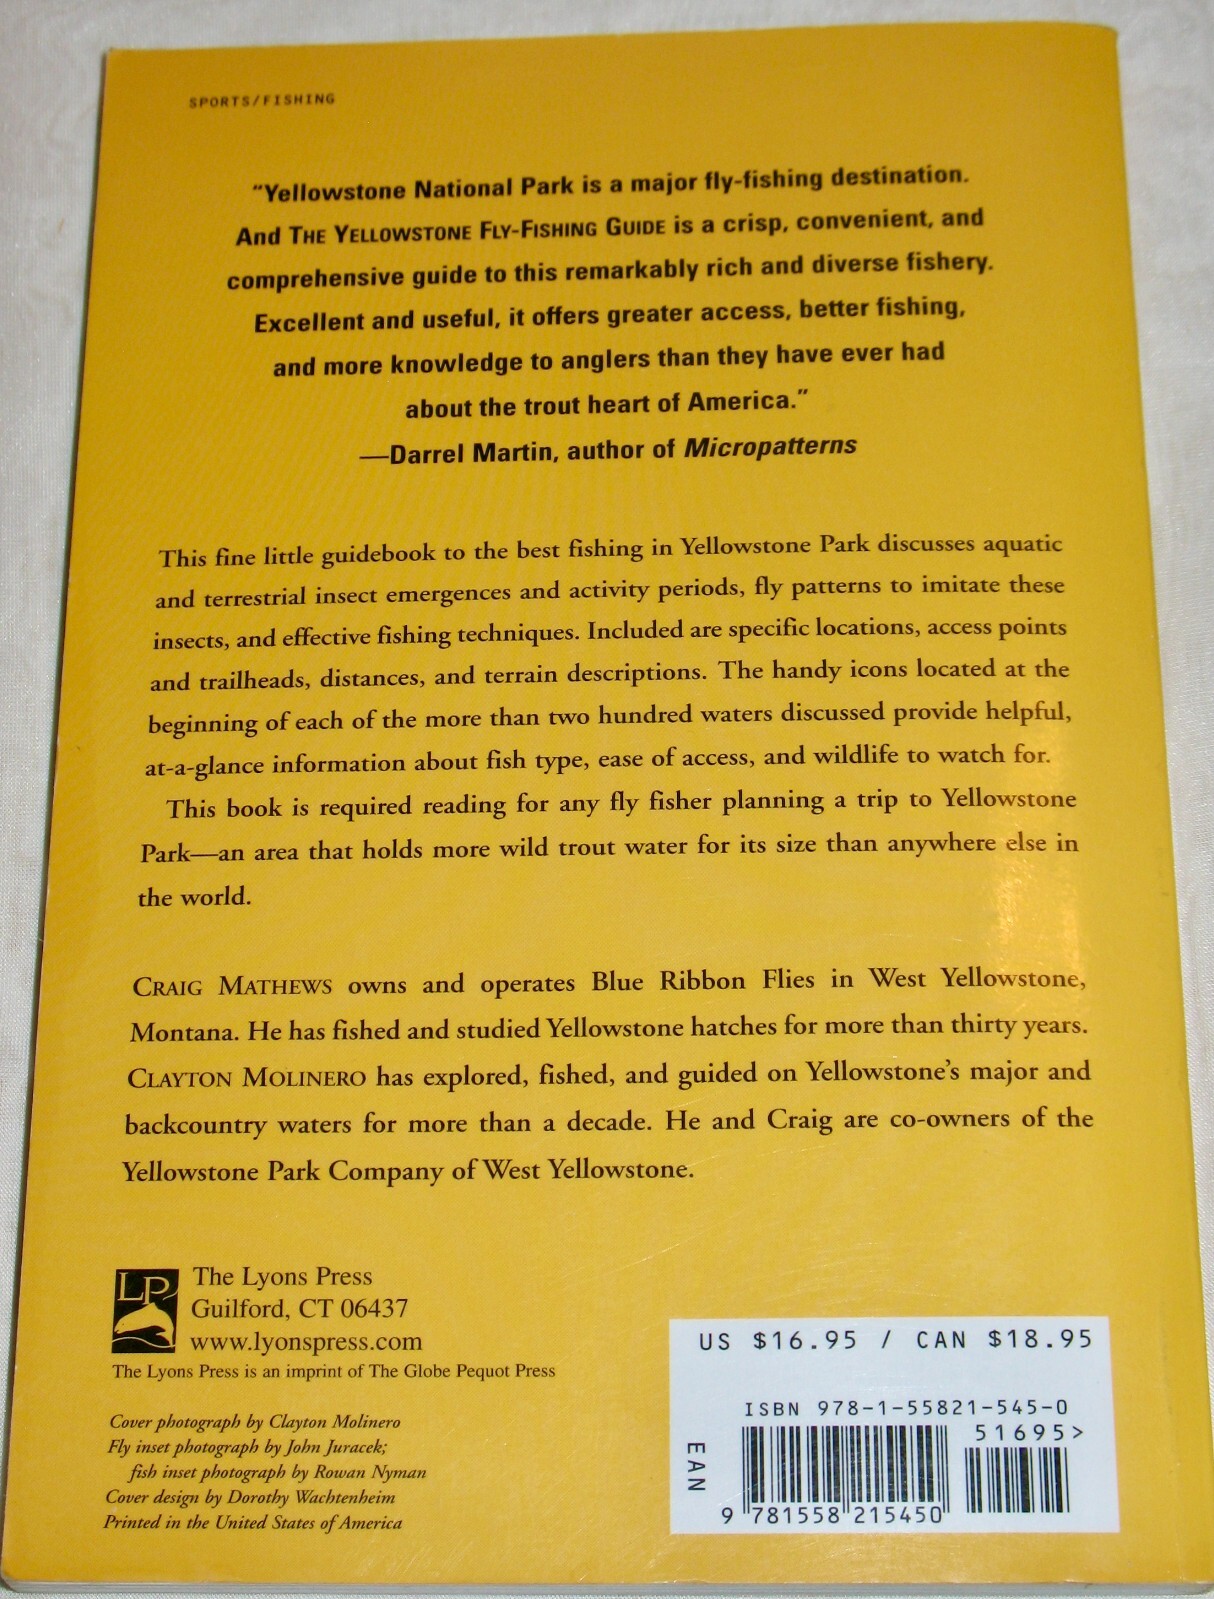 SPORTS/FISHING
"Yellowstone National Park is a major fly-fishing destination.
And THE YELLOWSTONE FLY-FISHING GUIDE is a crisp, convenient, and
comprehensive guide to this remarkably rich and diverse fishery.
Excellent and useful, it offers greater access, better fishing,
and more knowledge to anglers than they have ever had
about the trout heart of America."
—Darrel Martin, author of Micropatterns
This fine little guidebook to the best fishing in Yellowstone Park discusses aquatic
and terrestrial insect emergences and activity periods, fly patterns to imitate these
insects, and effective fishing techniques. Included are specific locations, access points
and trailheads, distances, and terrain descriptions. The handy icons located at the
beginning of each of the more than two hundred waters discussed provide helpful,
at-a-glance information about fish type, ease of access, and wildlife to watch for.
This book is required reading for any fly fisher planning a trip to Yellowstone
Park—an area that holds more wild trout water for its size than anywhere else in
the world.
CRAIG MATHEWS owns and operates Blue Ribbon Flies in West Yellowstone,
Montana. He has fished and studied Yellowstone hatches for more than thirty years.
CLAYTON MOLINERO has explored, fished, and guided on Yellowstone's major and
backcountry waters for more than a decade. He and Craig are co-owners of the
Yellowstone Park Company of West Yellowstone.
LP
The Lyons Press
Guilford, CT 06437
www.lyonspress.com
The Lyons Press is an imprint of The Globe Pequot Press
Cover photograph by Clayton Molinero
Fly inset photograph by John Juracek;
fish inset photograph by Rowan Nyman
Cover design by Dorothy Wachtenheim
Printed in the United States of America
US $16.95 / CAN $18.95
ISBN 978-1-55821-545-0
51695>
EAN
9 781558 215450